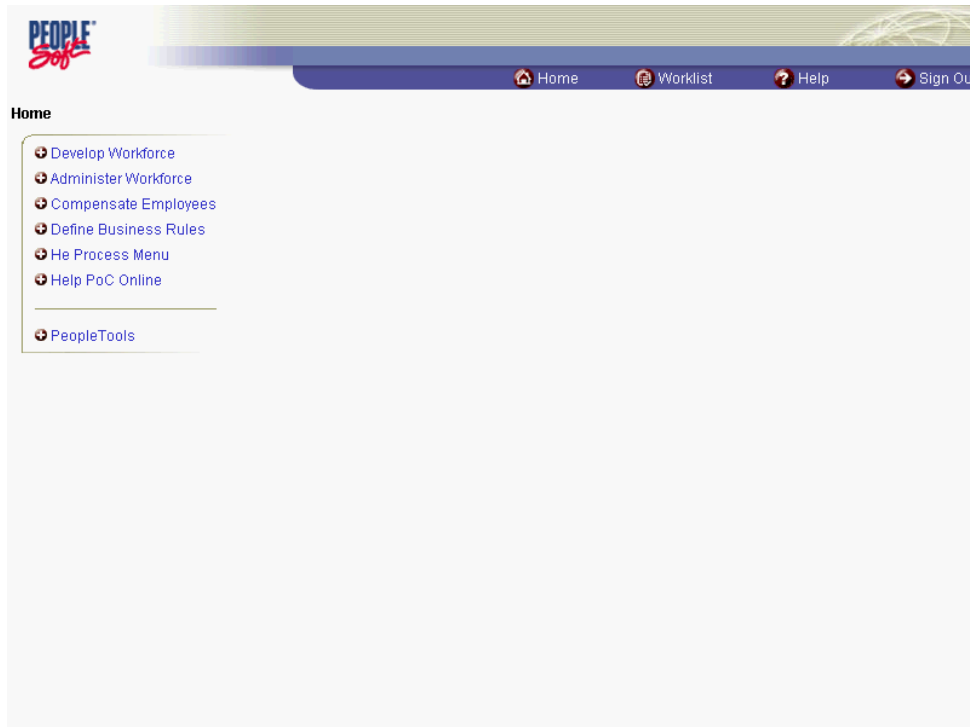 PEOPLE
Soft
Home Worklist Help Sign Ou
Home
Develop Workforce
Administer Workforce
Compensate Employees
Define Business Rules
He Process Menu
Help PoC Online
PeopleTools